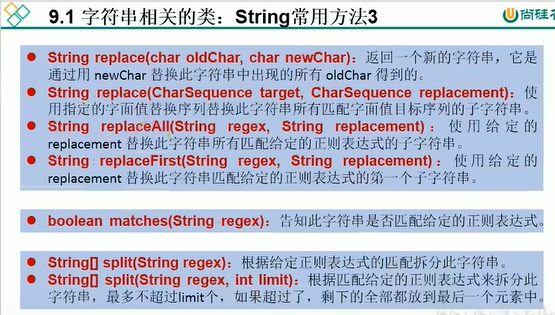 9.1 字符串相关的类：String常用方法3
尚硅谷
String replace(char oldChar, char newChar)：返回一个新的字符串，它是
通过用 newChar 替换此字符串中出现的所有 oldChar 得到的。
String replace(CharSequence target, CharSequence replacement)：使
用指定的字面值替换序列替换此字符串所有匹配字面值目标序列的子字符串。
String replaceAll(String regex, String replacement)：使用给定的
replacement 替换此字符串所有匹配给定的正则表达式的子字符串。
String replaceFirst(String regex, String replacement)：使用给定的
replacement 替换此字符串匹配给定的正则表达式的第一个子字符串。
boolean matches(String regex)：告知此字符串是否匹配给定的正则表达式。
String[] split(String regex)：根据给定正则表达式的匹配拆分此字符串。
String[] split(String regex, int limit)：根据匹配给定的正则表达式来拆分此
字符串，最多不超过limit个，如果超过了，剩下的全部都放到最后一个元素中。